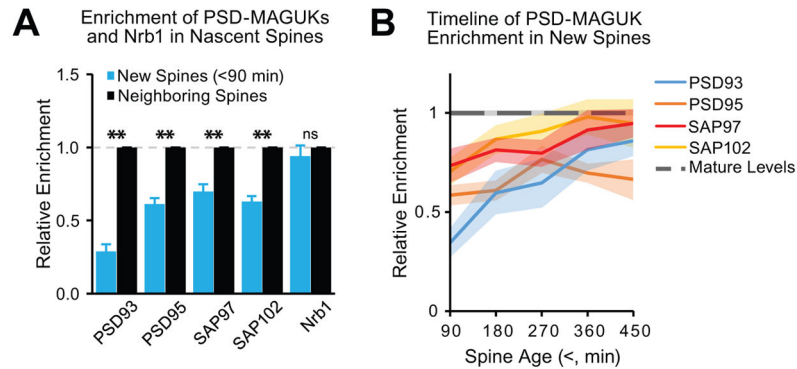 A
Enrichment of PSD-MAGUKs
and Nrb1 in Nascent Spines
Relative Enrichment
1.5
1.0
0.5
0.0
New Spines (<90 min)
Neighboring Spines
** ** ** ** ns
PSD93 PSD95 SAP97 SAP102 Nrb1
B
Timeline of PSD-MAGUK
Enrichment in New Spines
Relative Enrichment
1
0.5
0
90 180 270 360 450
Spine Age (<, min)
PSD93
PSD95
SAP97
SAP102
Mature Levels